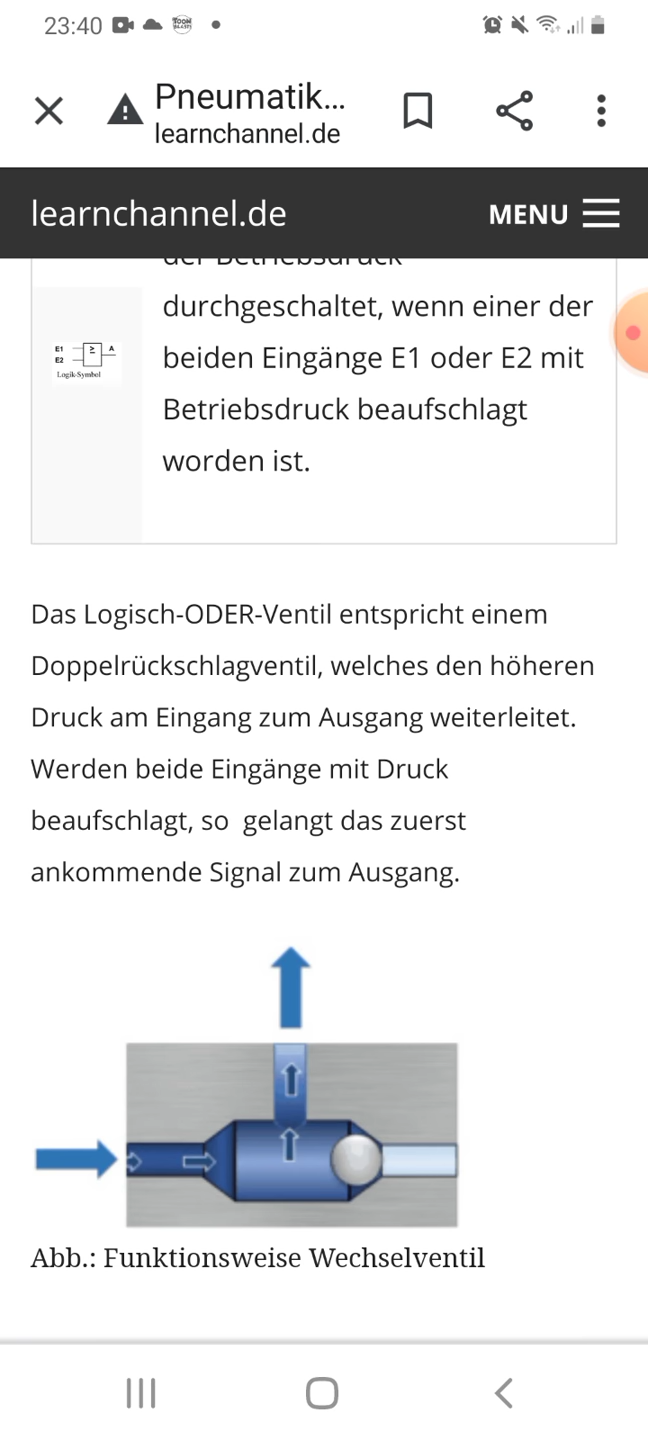 23:40
Pneumatik...
learnchannel.de
learnchannel.de
MENU
der Betriebsdruck
durchgeschaltet, wenn einer der
beiden Eingänge E1 oder E2 mit
Betriebsdruck beaufschlagt
worden ist.
E1 ≥ A
E2
Logik-Symbol
Das Logisch-ODER-Ventil entspricht einem
Doppelrückschlagventil, welches den höheren
Druck am Eingang zum Ausgang weiterleitet.
Werden beide Eingänge mit Druck
beaufschlagt, so  gelangt das zuerst
ankommende Signal zum Ausgang.
Abb.: Funktionsweise Wechselventil